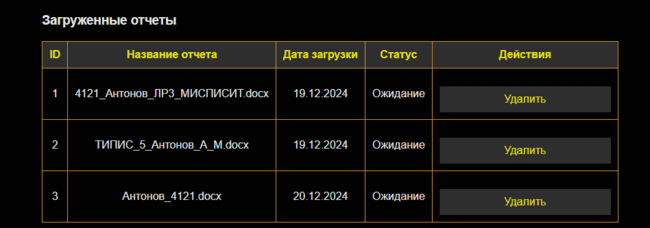 Загруженные отчеты
ID Название отчета Дата загрузки Статус Действия
1 4121_Антонов_ЛР3_МИСПИСИТ.docx 19.12.2024 Ожидание Удалить
2 ТИПИС_5_Антонов_А_М.docx 19.12.2024 Ожидание Удалить
3 Антонов_4121.docx 20.12.2024 Ожидание Удалить